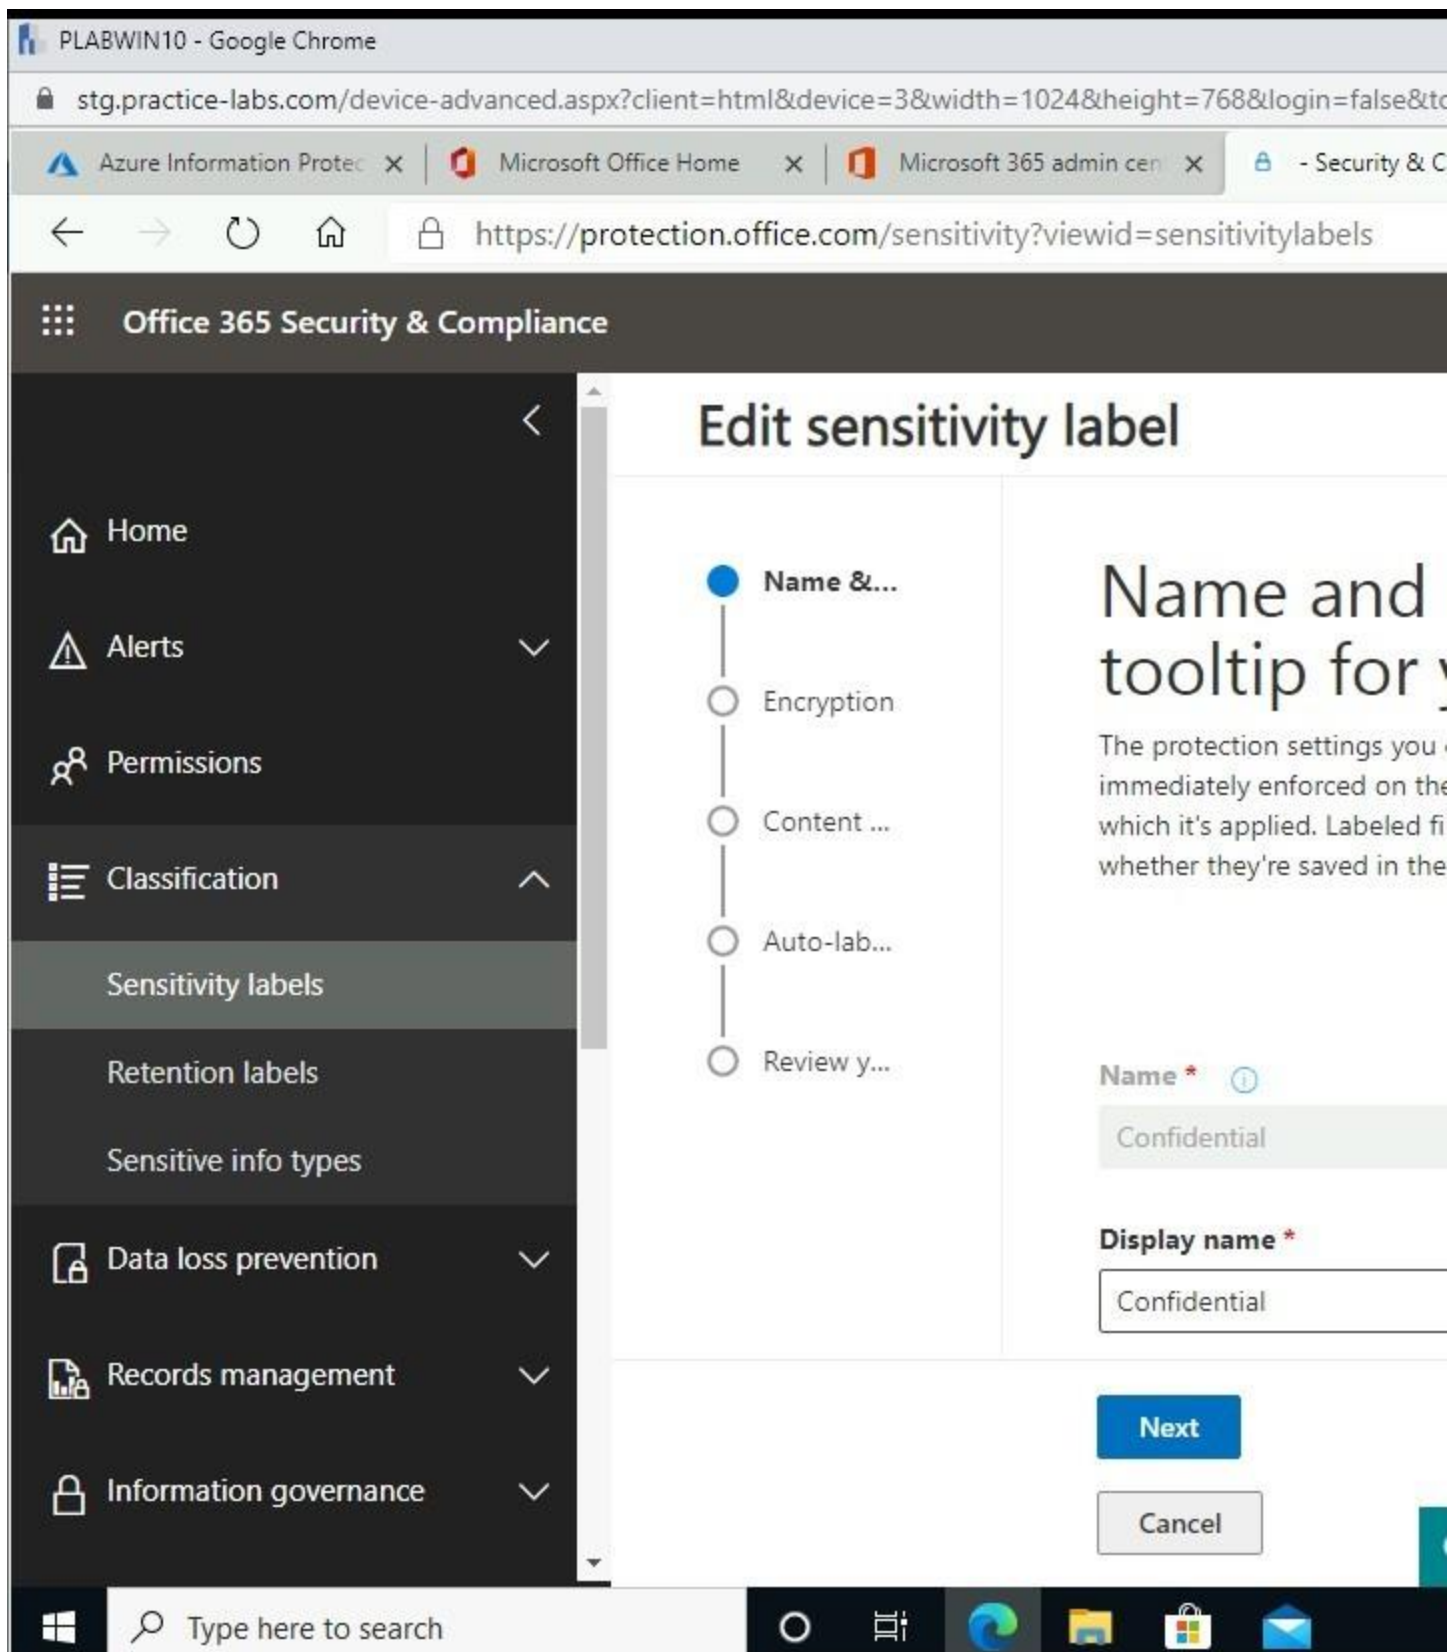 PLABWIN10 - Google Chrome
stg.practice-labs.com/device-advanced.aspx?client=html&device=3&width=1024&height=768&login=false&to
Azure Information Protec
Microsoft Office Home
Microsoft 365 admin cen
- Security & C
https://protection.office.com/sensitivity?viewid=sensitivitylabels
Office 365 Security & Compliance
Home
Alerts
Permissions
Classification
Sensitivity labels
Retention labels
Sensitive info types
Data loss prevention
Records management
Information governance
Edit sensitivity label
Name &...
Encryption
Content ...
Auto-lab...
Review y...
Name and
tooltip for
The protection settings you
immediately enforced on the
which it's applied. Labeled fi
whether they're saved in the
Name *
Confidential
Display name *
Confidential
Next
Cancel
Type here to search